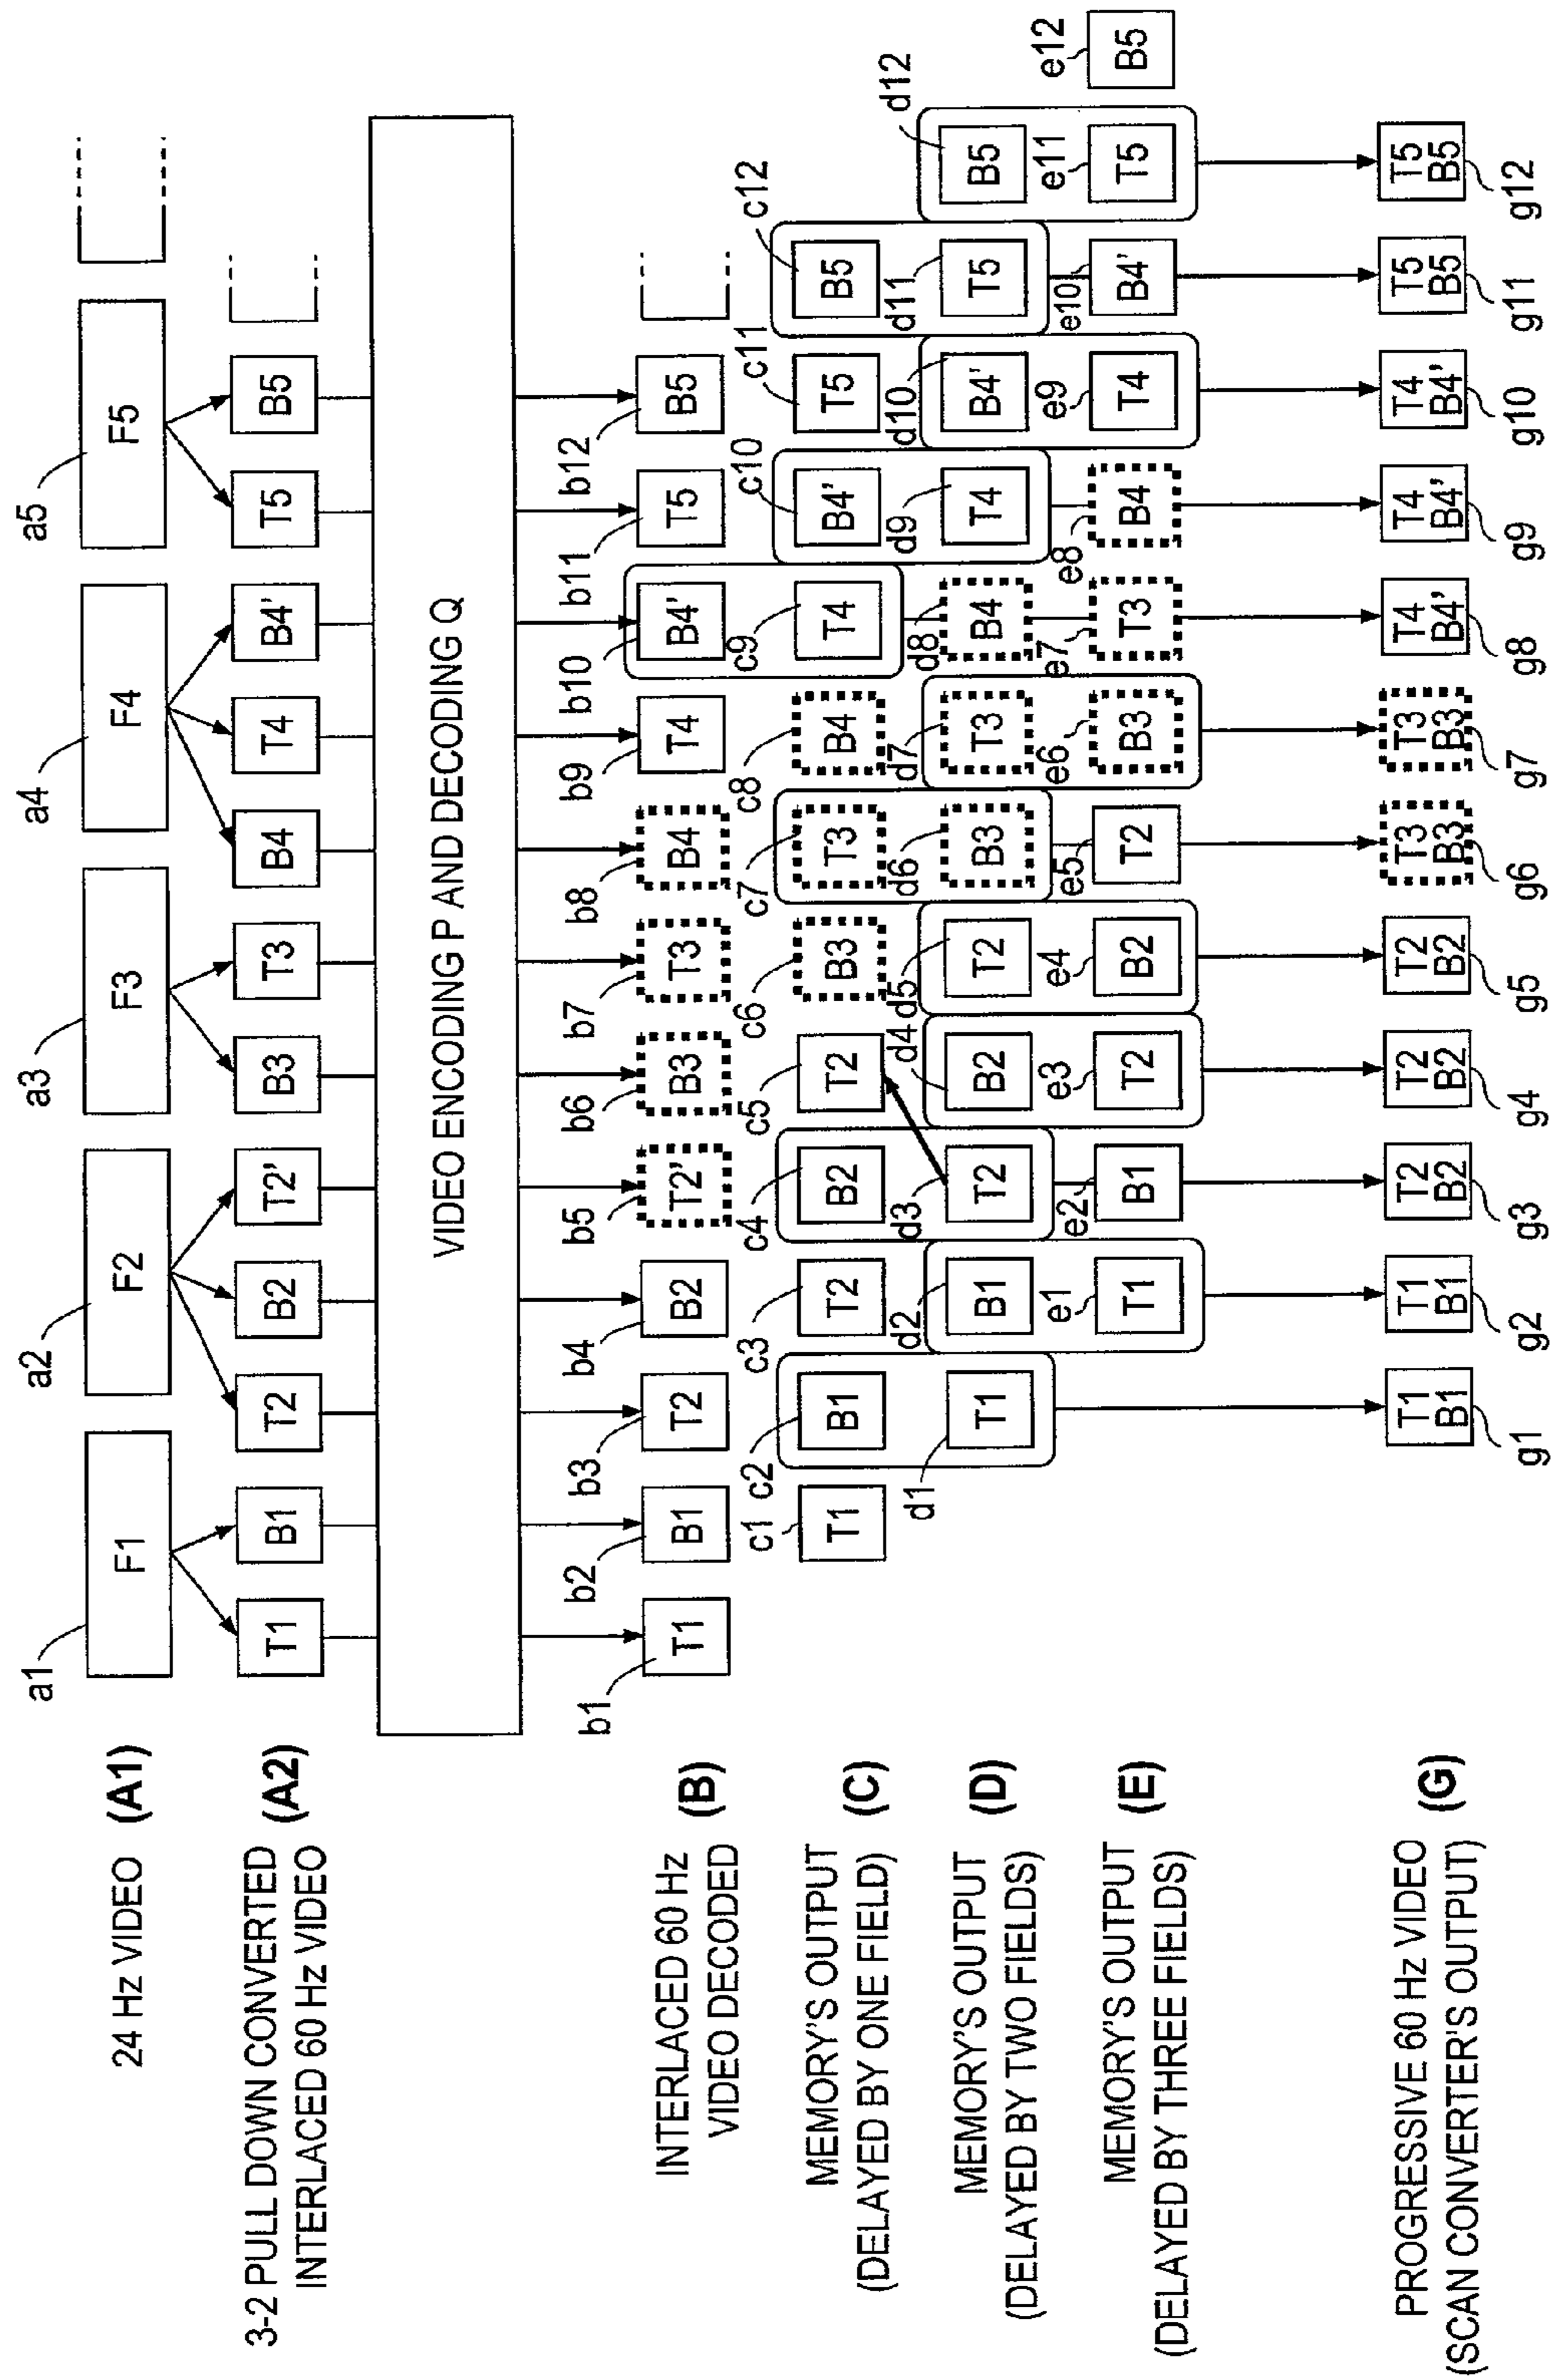 24 Hz VIDEO (A1)
a1 a2 a3 a4 a5
F1 F2 F3 F4 F5
3-2 PULL DOWN CONVERTED
INTERLACED 60 Hz VIDEO
(A2)
T1 B1 T2 B2 T2' B3 T3 B4 T4 B4' T5 B5
VIDEO ENCODING P AND DECODING Q
INTERLACED 60 Hz
VIDEO DECODED
(B)
b1 b2 b3 b4 b5 b6 b7 b8 b9 b10 b11 b12
T1 B1 T2 B2 T2' B3 T3 B4 T4 B4' T5 B5
MEMORY'S OUTPUT
(DELAYED BY ONE FIELD)
(C)
c1 c2 c3 c4 c5 c6 c7 c8 c9 c10 c11 c12
T1 B1 T2 B2 T2 B3 T3 B4 T4 B4' T5 B5
MEMORY'S OUTPUT
(DELAYED BY TWO FIELDS)
(D)
d1 d2 d3 d4 d5 d6 d7 d8 d9 d10 d11 d12
T1 B1 T2 B2 T2 B3 T3 B4 T4 B4' T5 B5
MEMORY'S OUTPUT
(DELAYED BY THREE FIELDS)
(E)
e1 e2 e3 e4 e5 e6 e7 e8 e9 e10 e11 e12
T1 B1 T2 B2 T2 B3 T3 B4 T4 B4' T5 B5
PROGRESSIVE 60 Hz VIDEO
(SCAN CONVERTER'S OUTPUT)
(G)
T1 T1 T2 T2 T2 T3 T3 T4 T4 T4 T5 T5
B1 B1 B2 B2 B2 B3 B3 B4' B4' B4' B5 B5
g1 g2 g3 g4 g5 g6 g7 g8 g9 g10 g11 g12